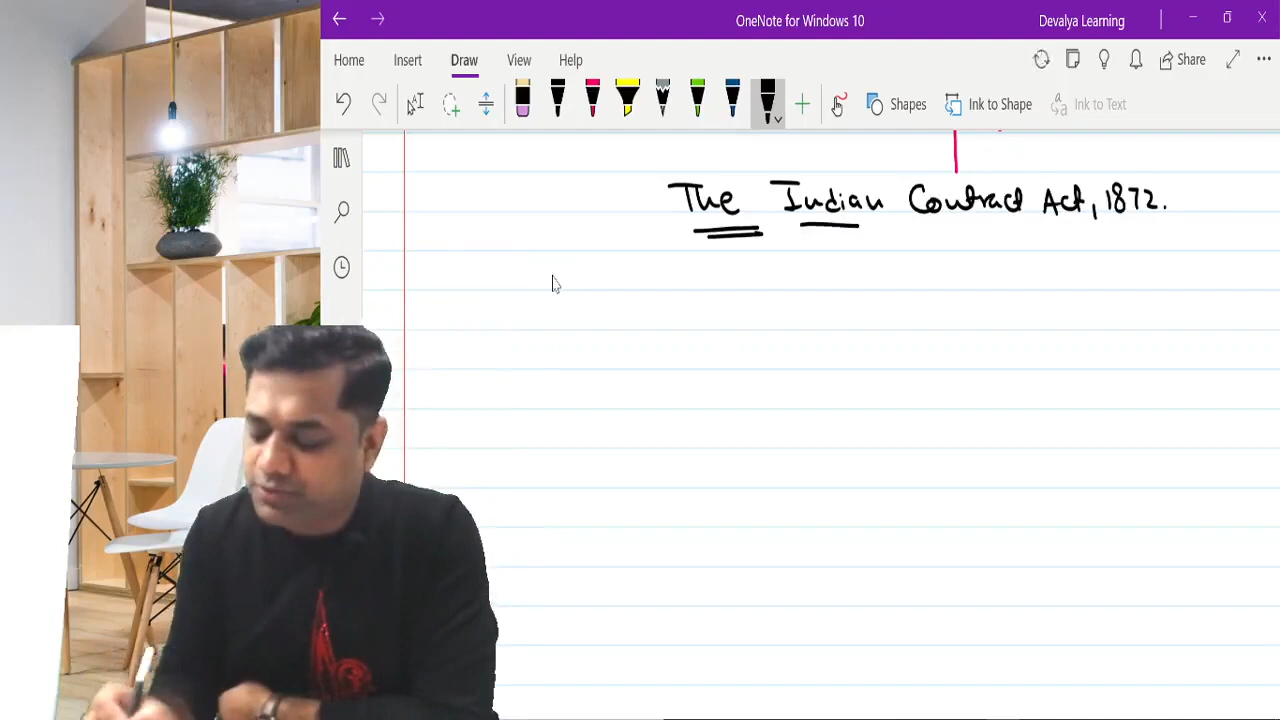 OneNote for Windows 10
Devalya Learning
Home Insert Draw View Help
Share
Shapes Ink to Shape Ink to Text
The Indian Contract Act, 1872.